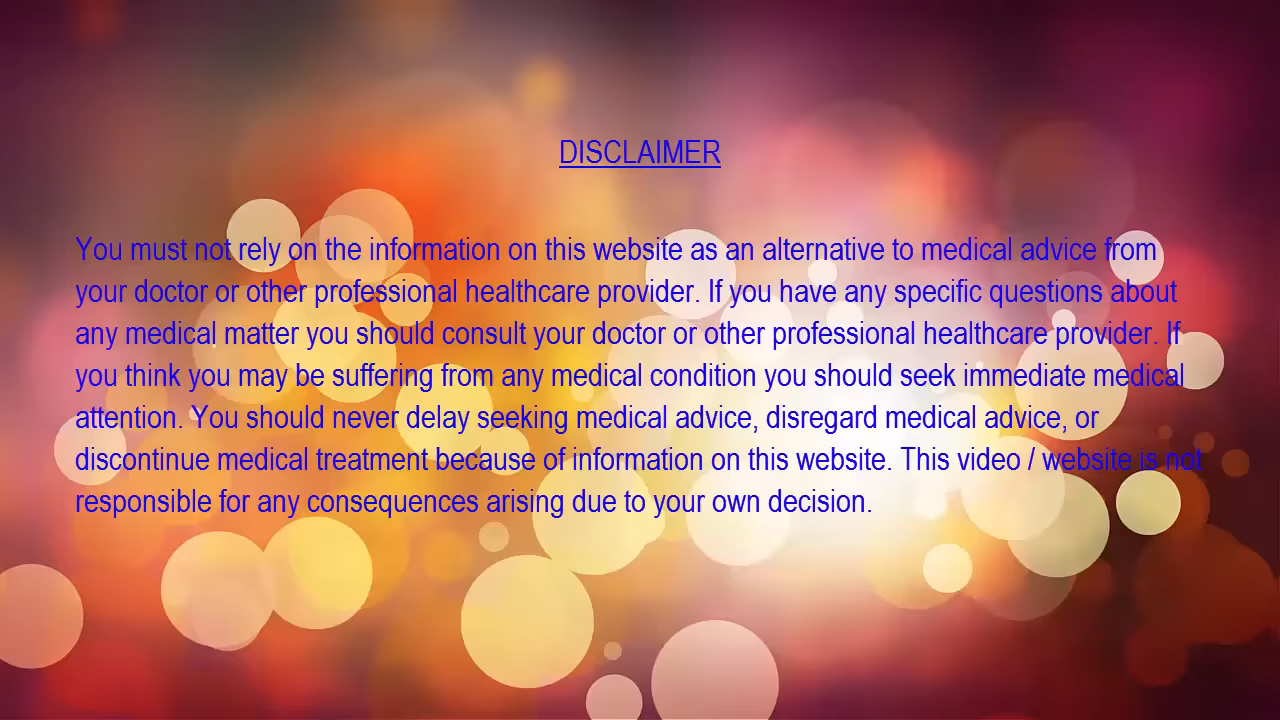 DISCLAIMER
You must not rely on the information on this website as an alternative to medical advice from
your doctor or other professional healthcare provider. If you have any specific questions about
any medical matter you should consult your doctor or other professional healthcare provider. If
you think you may be suffering from any medical condition you should seek immediate medical
attention. You should never delay seeking medical advice, disregard medical advice, or
discontinue medical treatment because of information on this website. This video / website is not
responsible for any consequences arising due to your own decision.